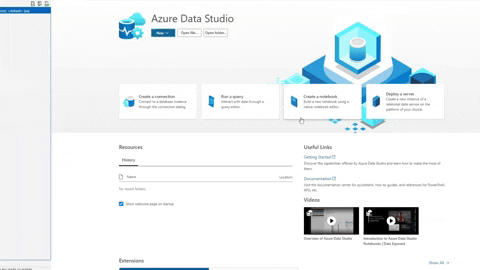 Azure Data Studio
New
Open file...
Open folder...
Create a connection
Connect to a database instance
through the connection dialog.
Run a query
Interact with data through a
query editor.
Create a notebook
Build a new notebook using a
native notebook editor.
Deploy a server
Create a new instance of a
relational data service on the
platform of your choice.
Resources
History
Name
Location
No recent folders.
Show welcome page on startup
Extensions
Useful Links
Getting Started
Discover the capabilities offered by Azure Data Studio and learn how to make the most of
them.
Documentation
Visit the documentation center for quickstarts, how-to guides, and references for PowerShell,
APIs, etc.
Videos
Overview of Azure Data Studio
Introduction to Azure Data Studio
Notebooks | Data Exposed
Show All